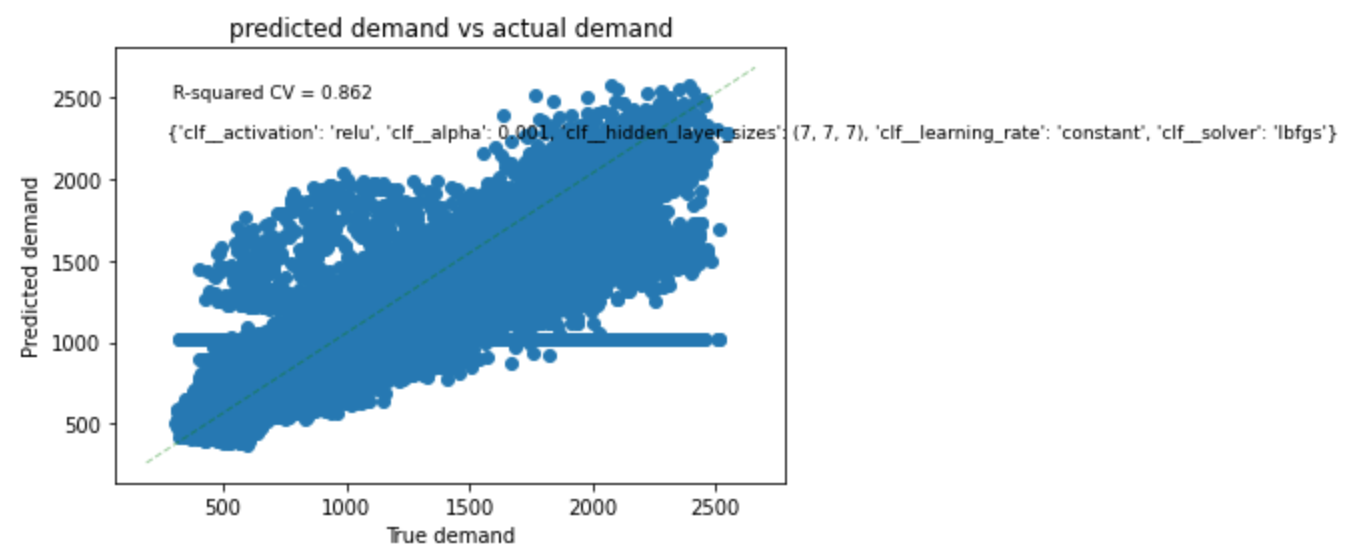 predicted demand vs actual demand
R-squared CV = 0.862
{'clf__activation': 'relu', 'clf__alpha': 0.001, 'clf__hidden_layer_sizes': (7, 7, 7), 'clf__learning_rate': 'constant', 'clf__solver': 'lbfgs'}
Predicted demand
2500
2000
1500
1000
500
500 1000 1500 2000 2500
True demand